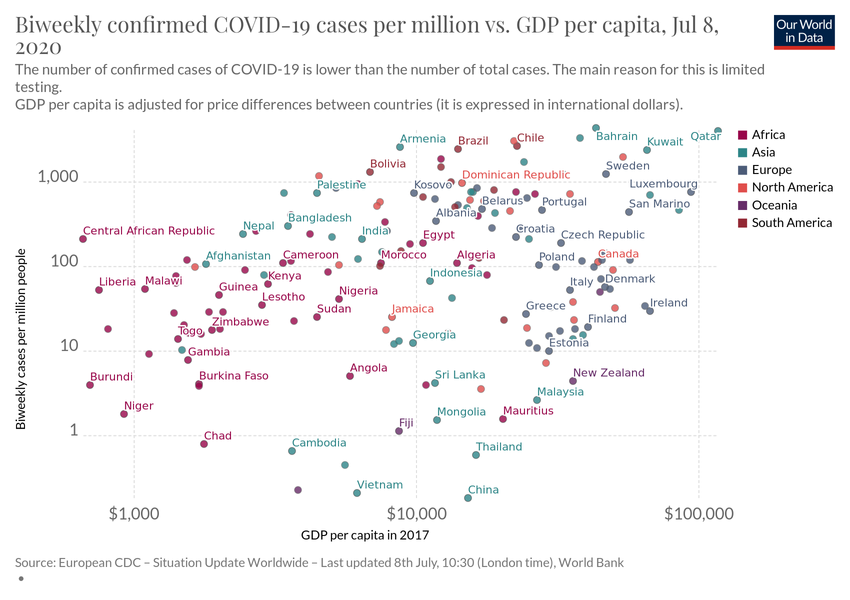 Biweekly confirmed COVID-19 cases per million vs. GDP per capita, Jul 8,
2020
Our World
in Data
The number of confirmed cases of COVID-19 is lower than the number of total cases. The main reason for this is limited
testing.
GDP per capita is adjusted for price differences between countries (it is expressed in international dollars).
Africa
Asia
Europe
North America
Oceania
South America
Biweekly cases per million people
1,000
100
10
1
Armenia
Brazil
Chile
Bahrain
Kuwait
Qatar
Bolivia
Dominican Republic
Sweden
Palestine
Kosovo
Luxembourg
Belarus
Portugal
San Marino
Albania
Bangladesh
Nepal
Central African Republic
India
Egypt
Croatia
Czech Republic
Afghanistan
Cameroon
Morocco
Algeria
Poland
Canada
Liberia
Malawi
Kenya
Indonesia
Italy
Denmark
Guinea
Lesotho
Nigeria
Sudan
Jamaica
Greece
Ireland
Togo
Zimbabwe
Georgia
Finland
Gambia
Estonia
Burundi
Burkina Faso
Angola
Sri Lanka
New Zealand
Malaysia
Niger
Mongolia
Mauritius
Fiji
Chad
Cambodia
Thailand
Vietnam
China
$1,000
$10,000
$100,000
GDP per capita in 2017
Source: European CDC – Situation Update Worldwide – Last updated 8th July, 10:30 (London time), World Bank